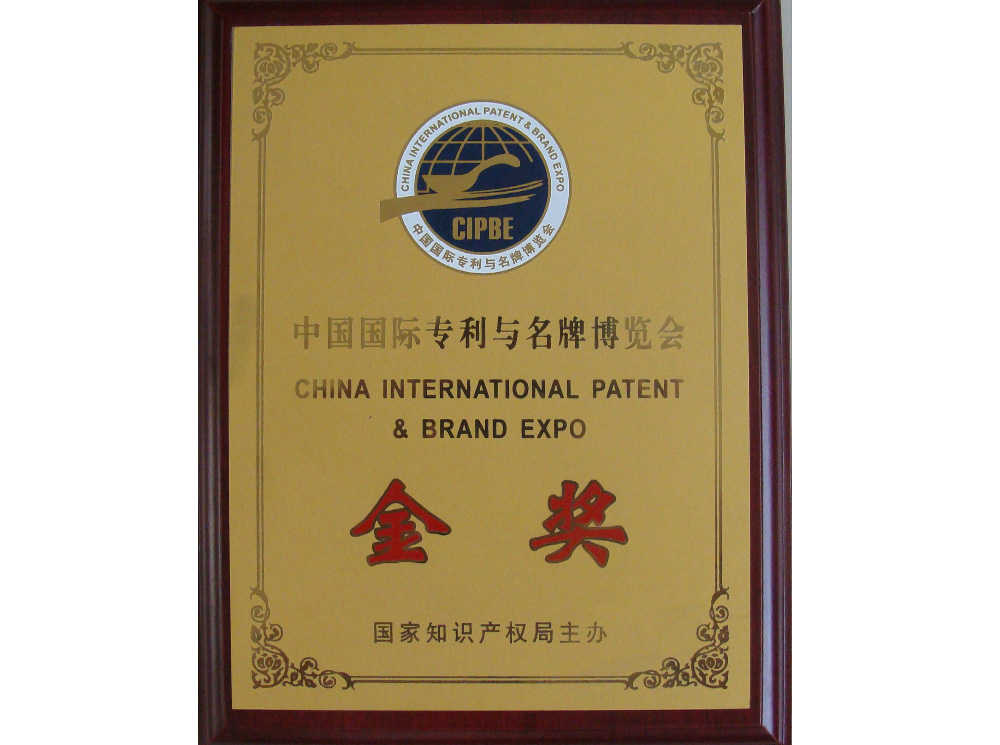 CHINA INTERNATIONAL PATENT & BRAND EXPO
CIPBE
中国国际专利与名牌博览会
中国国际专利与名牌博览会
CHINA INTERNATIONAL PATENT
& BRAND EXPO
金奖
国家知识产权局主办